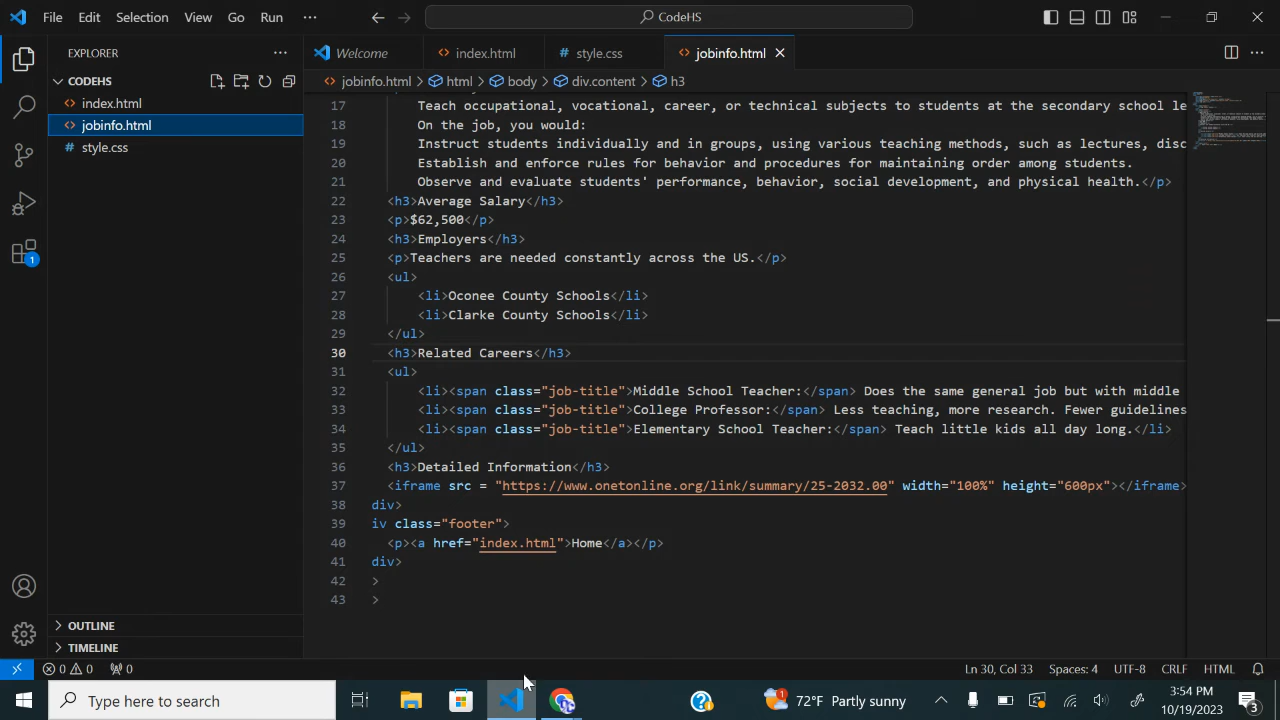 File Edit Selection View Go Run ··· CodeHS
EXPLORER ···
Welcome index.html style.css jobinfo.html
CODEHS
jobinfo.html > html > body > div.content > h3
index.html
jobinfo.html
style.css
17 Teach occupational, vocational, career, or technical subjects to students at the secondary school le
18 On the job, you would:
19 Instruct students individually and in groups, using various teaching methods, such as lectures, disc
20 Establish and enforce rules for behavior and procedures for maintaining order among students.
21 Observe and evaluate students' performance, behavior, social development, and physical health.</p>
22 <h3>Average Salary</h3>
23 <p>$62,500</p>
24 <h3>Employers</h3>
25 <p>Teachers are needed constantly across the US.</p>
26 <ul>
27 <li>Oconee County Schools</li>
28 <li>Clarke County Schools</li>
29 </ul>
30 <h3>Related Careers</h3>
31 <ul>
32 <li><span class="job-title">Middle School Teacher:</span> Does the same general job but with middle
33 <li><span class="job-title">College Professor:</span> Less teaching, more research. Fewer guidelines
34 <li><span class="job-title">Elementary School Teacher:</span> Teach little kids all day long.</li>
35 </ul>
36 <h3>Detailed Information</h3>
37 <iframe src = "https://www.onetonline.org/link/summary/25-2032.00" width="100%" height="600px"></iframe>
38 div>
39 iv class="footer">
40 <p><a href="index.html">Home</a></p>
41 div>
42 >
43 >
OUTLINE
TIMELINE
1
0 0 0 Ln 30, Col 33 Spaces: 4 UTF-8 CRLF HTML
Type here to search
1 72°F Partly sunny
3:54 PM
10/19/2023
3